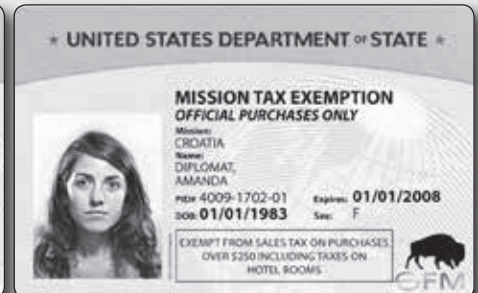 ★ UNITED STATES DEPARTMENT OF STATE ★
MISSION TAX EXEMPTION
OFFICIAL PURCHASES ONLY
Mission:
CROATIA
Name:
DIPLOMAT,
AMANDA
PID# 4009-1702-01 Expires: 01/01/2008
DOB: 01/01/1983 Sex: F
EXEMPT FROM SALES TAX ON PURCHASES
OVER $250 INCLUDING TAXES ON
HOTEL ROOMS
OFM